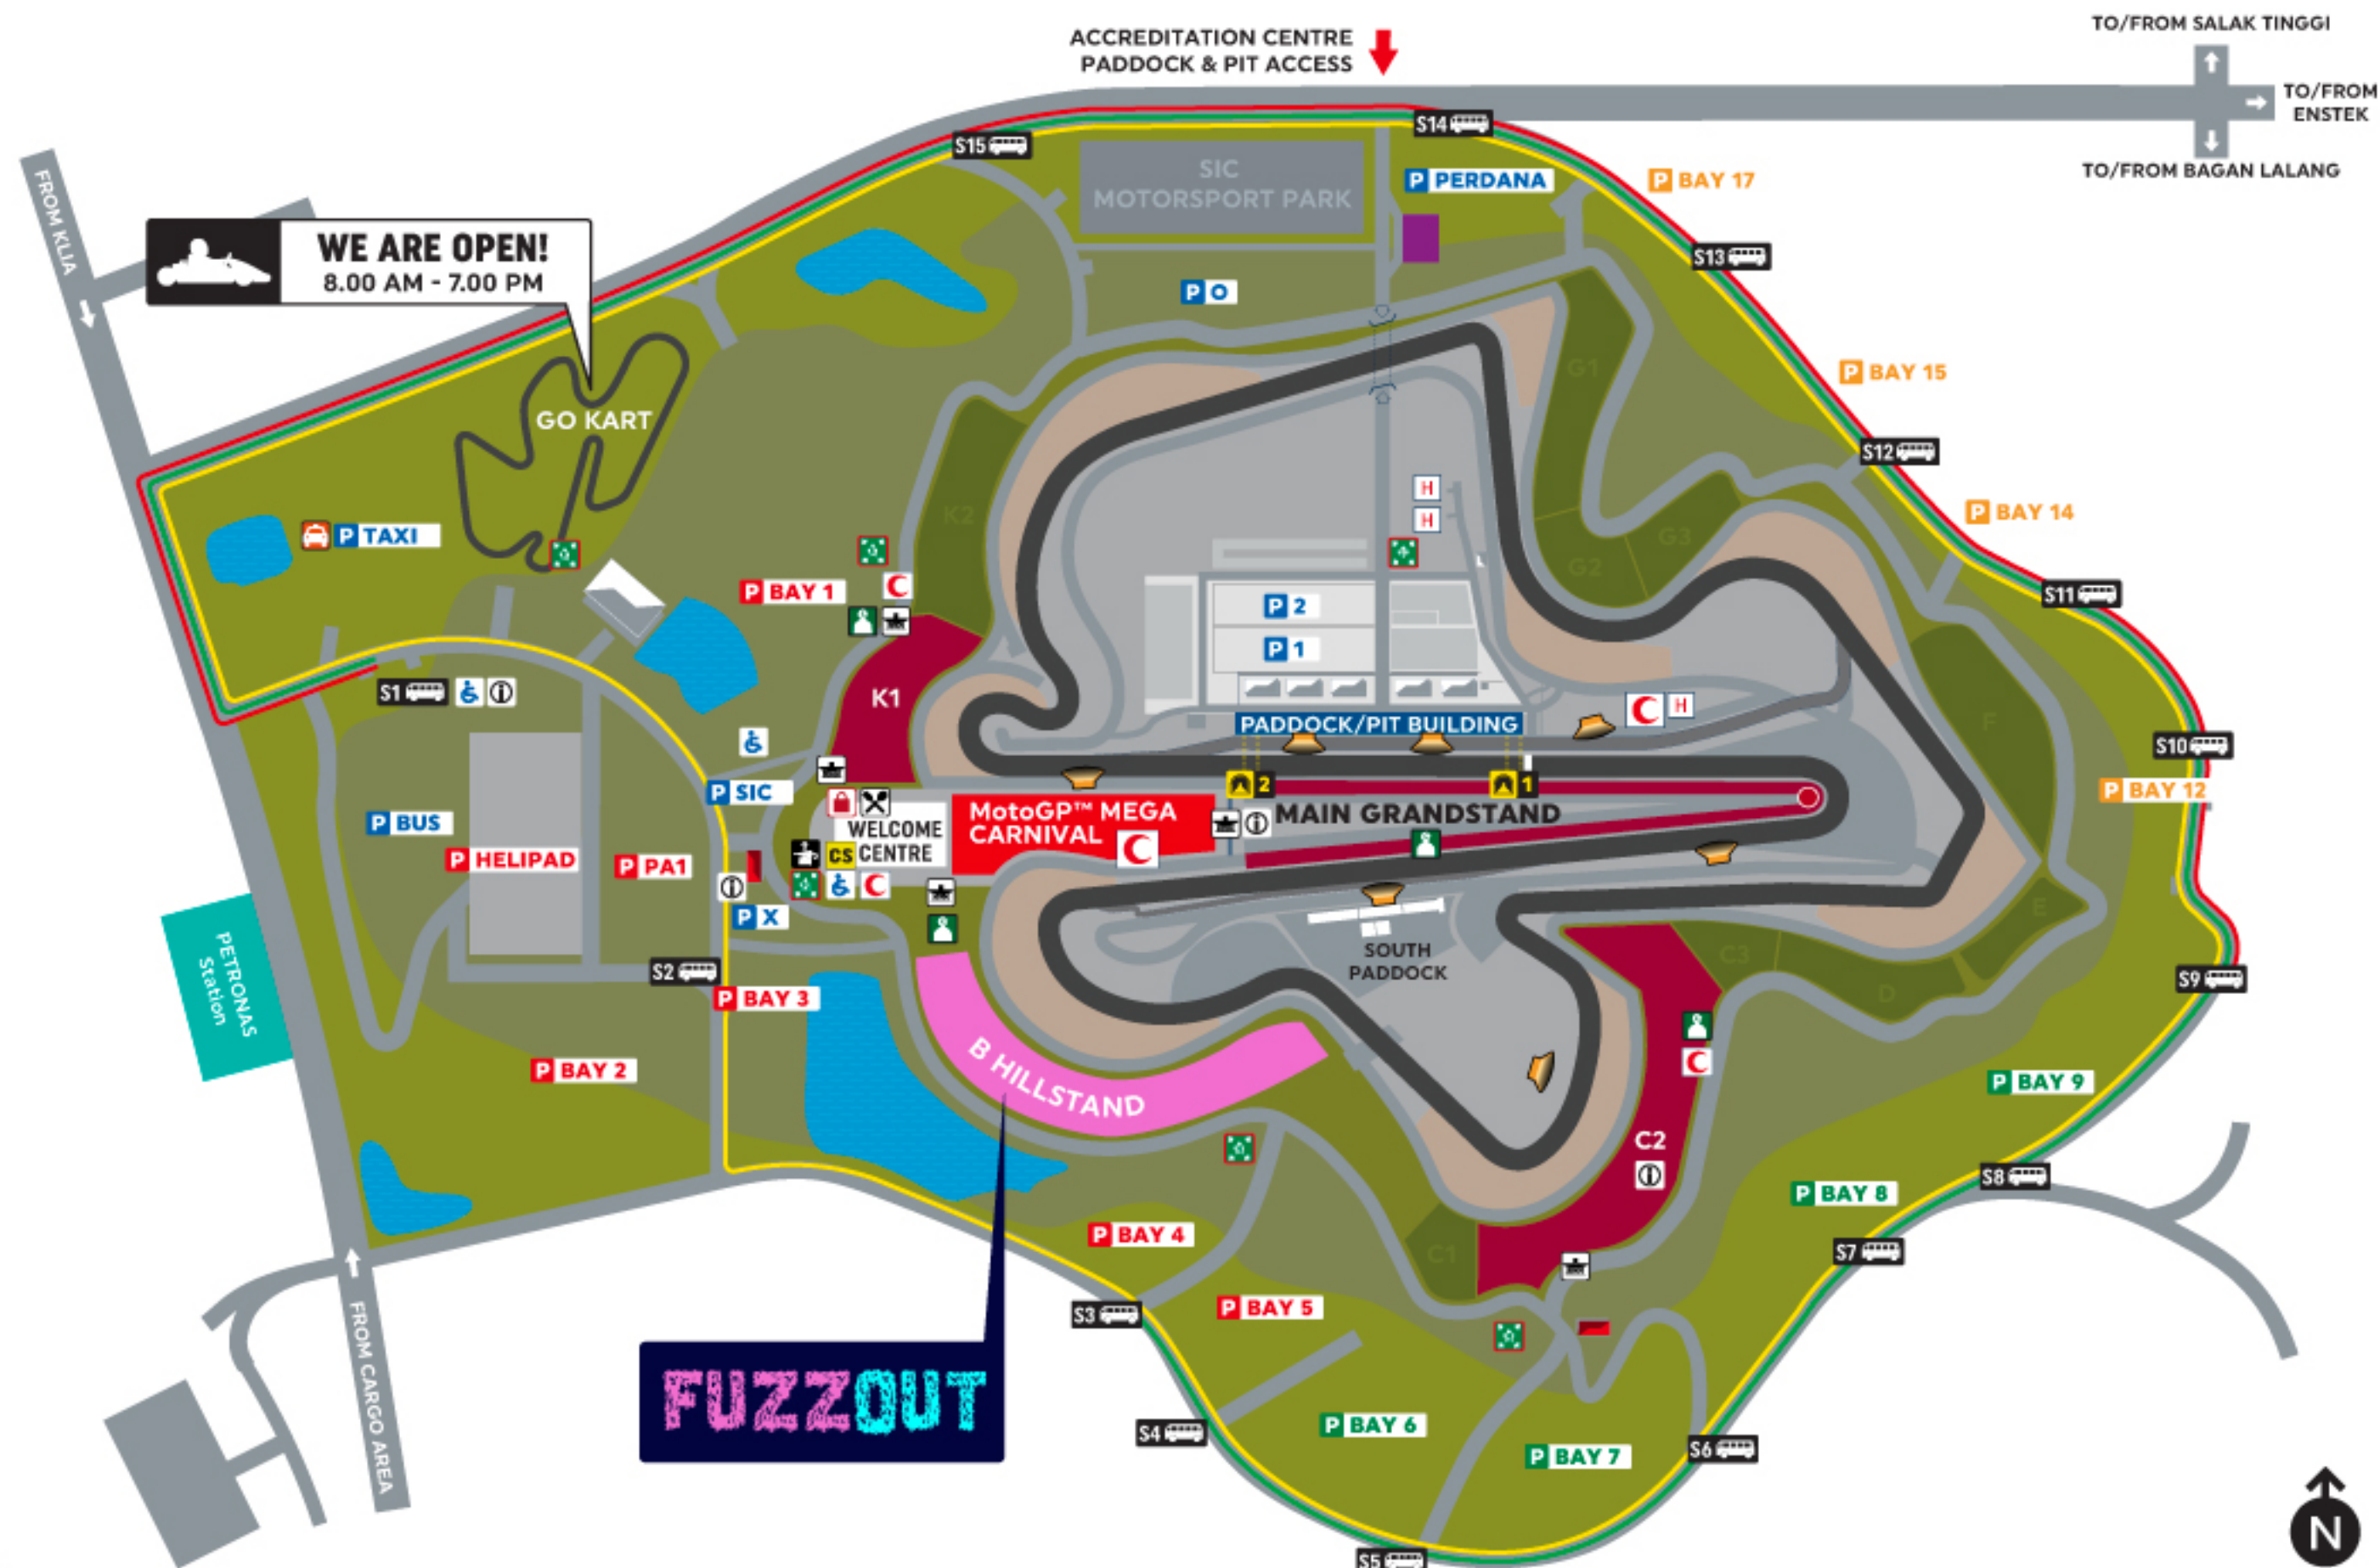 ACCREDITATION CENTRE
PADDOCK & PIT ACCESS
TO/FROM SALAK TINGGI
TO/FROM
ENSTEK
TO/FROM BAGAN LALANG
FROM KLIA
WE ARE OPEN!
8.00 AM - 7.00 PM
S15
S14
SIC
MOTORSPORT PARK
P PERDANA
P BAY 17
S13
P O
G1
P BAY 15
GO KART
S12
K2
H
H
P BAY 14
G3
G2
P TAXI
P BAY 1
P 2
P 1
S11
F
K1
S1
H
PADDOCK/PIT BUILDING
S10
P BAY 12
P SIC
2
1
MotoGP™ MEGA
CARNIVAL
MAIN GRANDSTAND
WELCOME
CENTRE
CS
P BUS
P HELIPAD
P PA1
P X
E
PETRONAS
Station
SOUTH
PADDOCK
C3
D
S2
S9
P BAY 3
B HILLSTAND
P BAY 2
P BAY 9
C2
S8
P BAY 8
P BAY 4
C1
S7
FROM CARGO AREA
S3
P BAY 5
FUZZOUT
S4
P BAY 6
P BAY 7
S6
S5
N